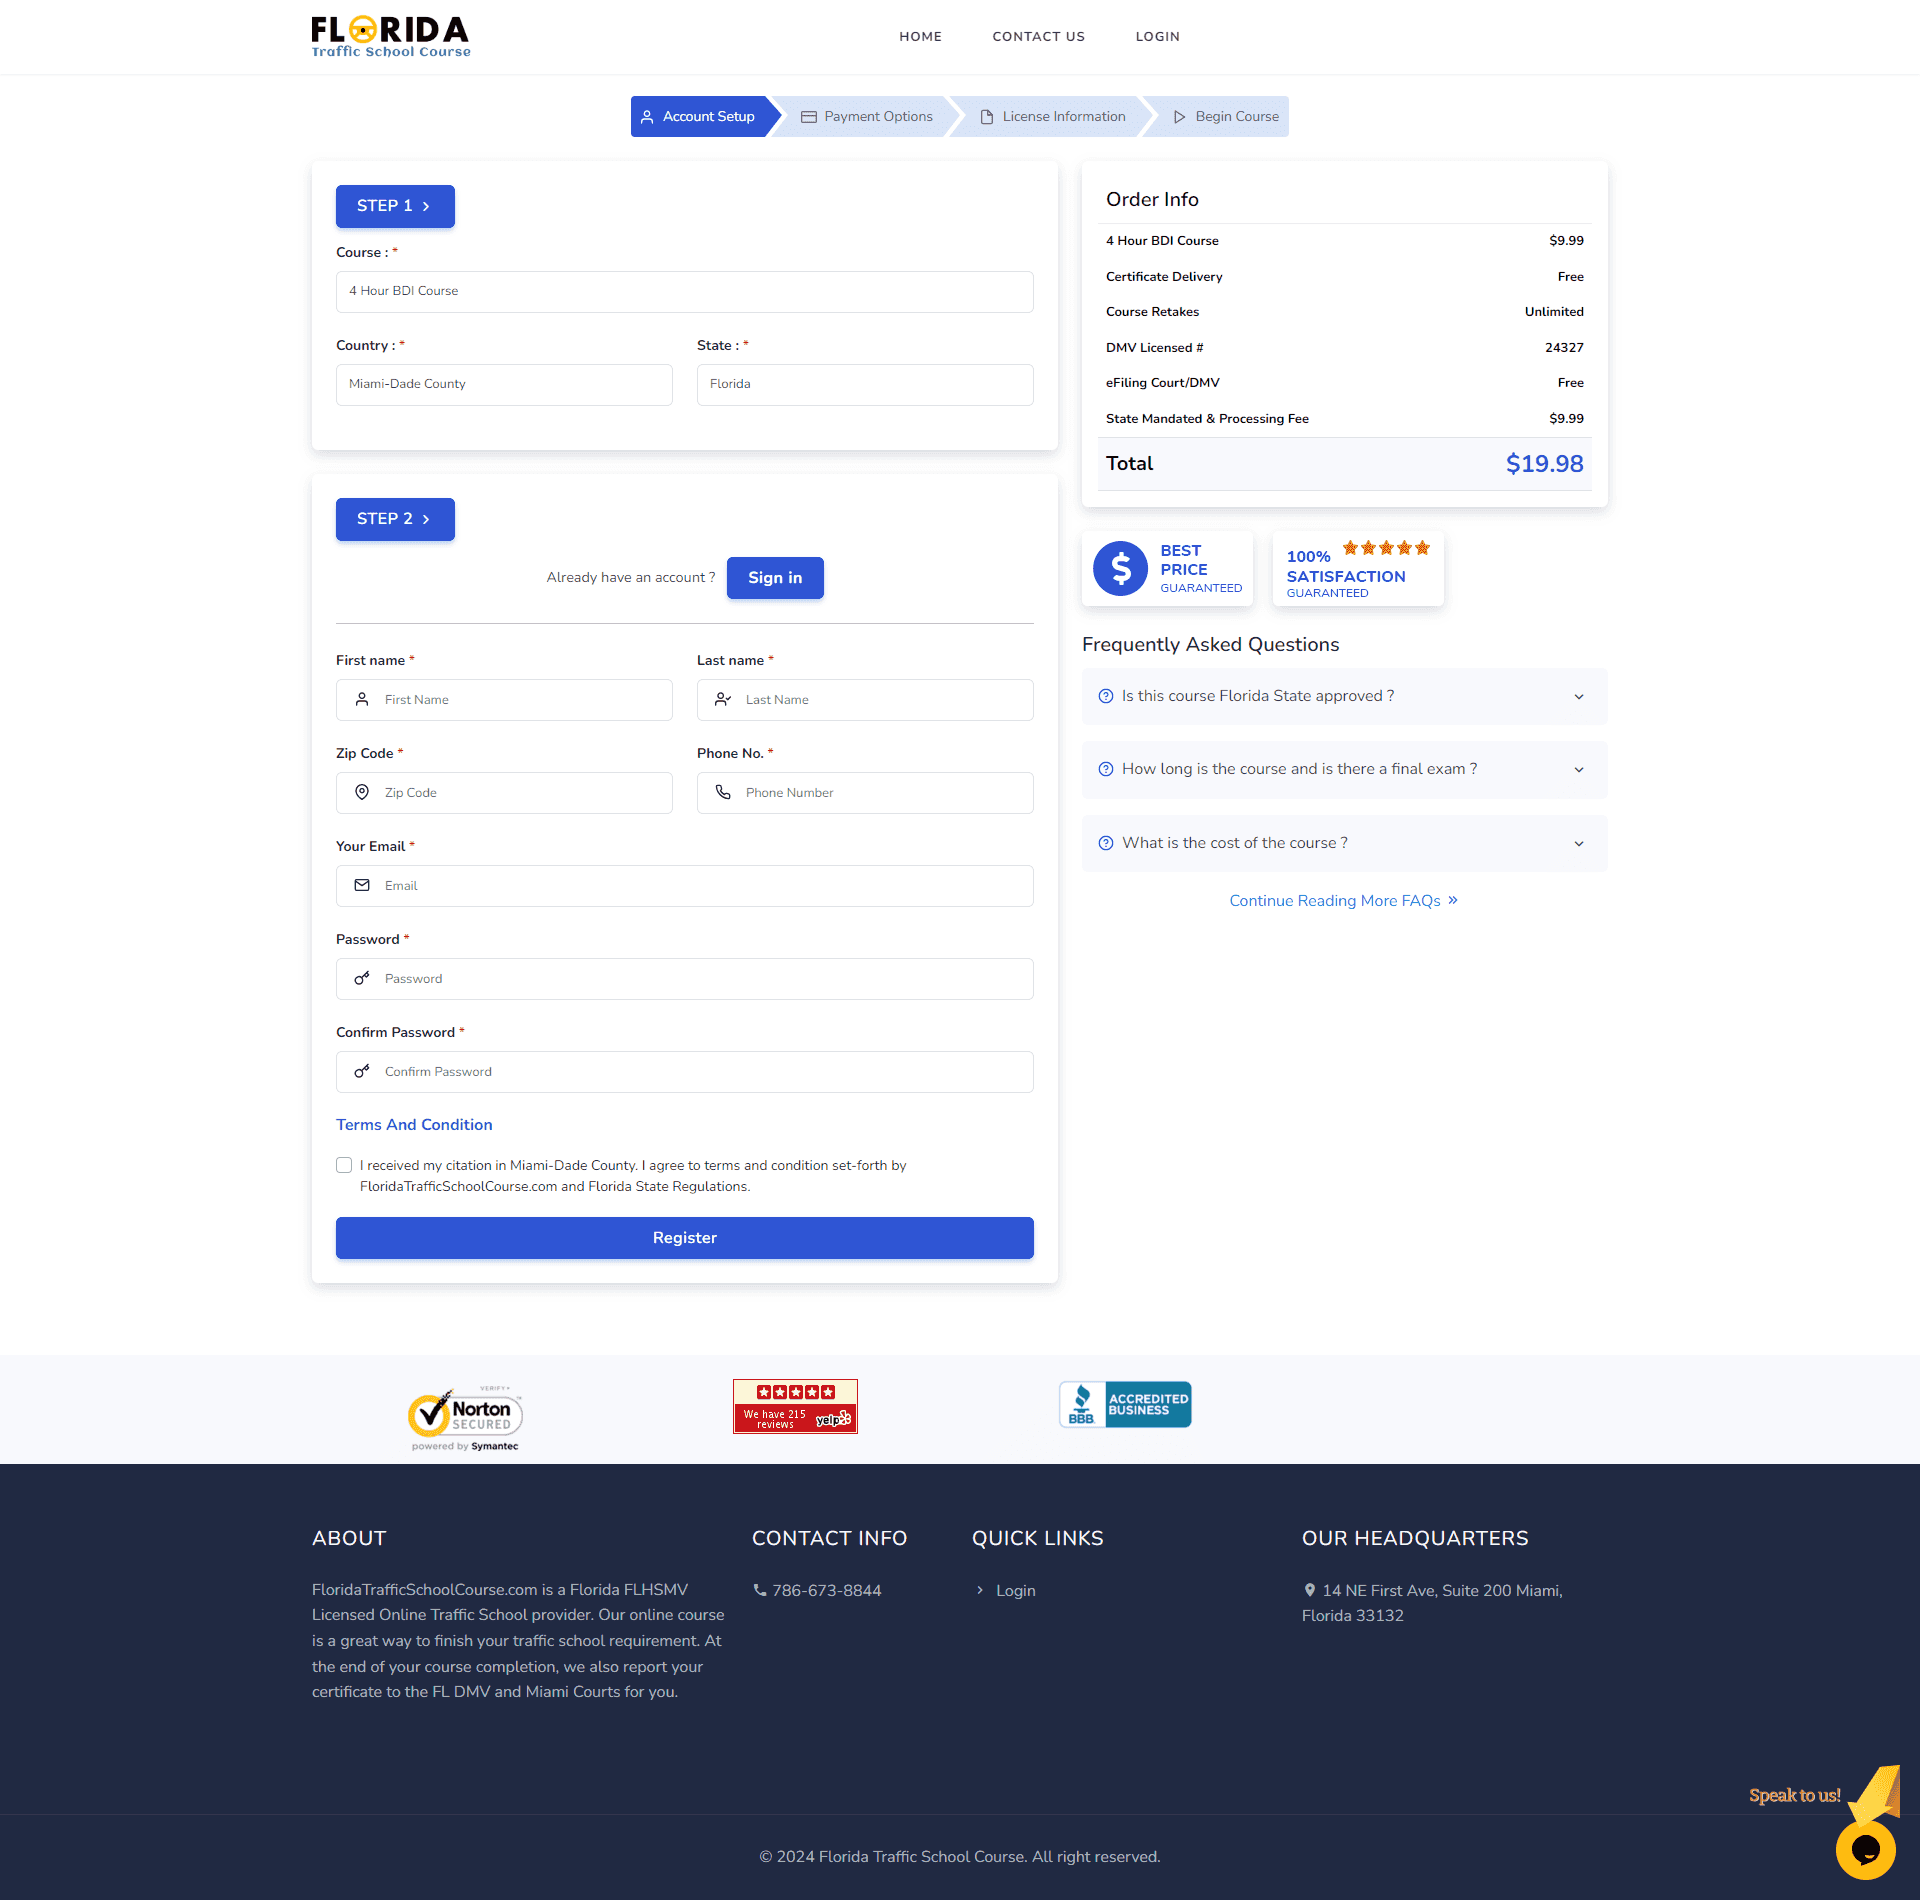 FLORIDA
Traffic School Course
HOME
CONTACT US
LOGIN
Account Setup
Payment Options
License Information
Begin Course
STEP 1
Course : *
4 Hour BDI Course
Country : *
State : *
Miami-Dade County
Florida
STEP 2
Already have an account ?
Sign in
First name *
Last name *
First Name
Last Name
Zip Code *
Phone No. *
Zip Code
Phone Number
Your Email *
Email
Password *
Password
Confirm Password *
Confirm Password
Terms And Condition
I received my citation in Miami-Dade County. I agree to terms and condition set-forth by
FloridaTrafficSchoolCourse.com and Florida State Regulations.
Register
Order Info
4 Hour BDI Course $9.99
Certificate Delivery Free
Course Retakes Unlimited
DMV Licensed # 24327
eFiling Court/DMV Free
State Mandated & Processing Fee $9.99
Total $19.98
BEST
PRICE
GUARANTEED
100%
SATISFACTION
GUARANTEED
Frequently Asked Questions
Is this course Florida State approved ?
How long is the course and is there a final exam ?
What is the cost of the course ?
Continue Reading More FAQs »
VERIFY
Norton
SECURED
powered by Symantec
We have 215
reviews
yelp
BBB
ACCREDITED
BUSINESS
ABOUT
FloridaTrafficSchoolCourse.com is a Florida FLHSMV
Licensed Online Traffic School provider. Our online course
is a great way to finish your traffic school requirement. At
the end of your course completion, we also report your
certificate to the FL DMV and Miami Courts for you.
CONTACT INFO
786-673-8844
QUICK LINKS
Login
OUR HEADQUARTERS
14 NE First Ave, Suite 200 Miami,
Florida 33132
Speak to us!
© 2024 Florida Traffic School Course. All right reserved.